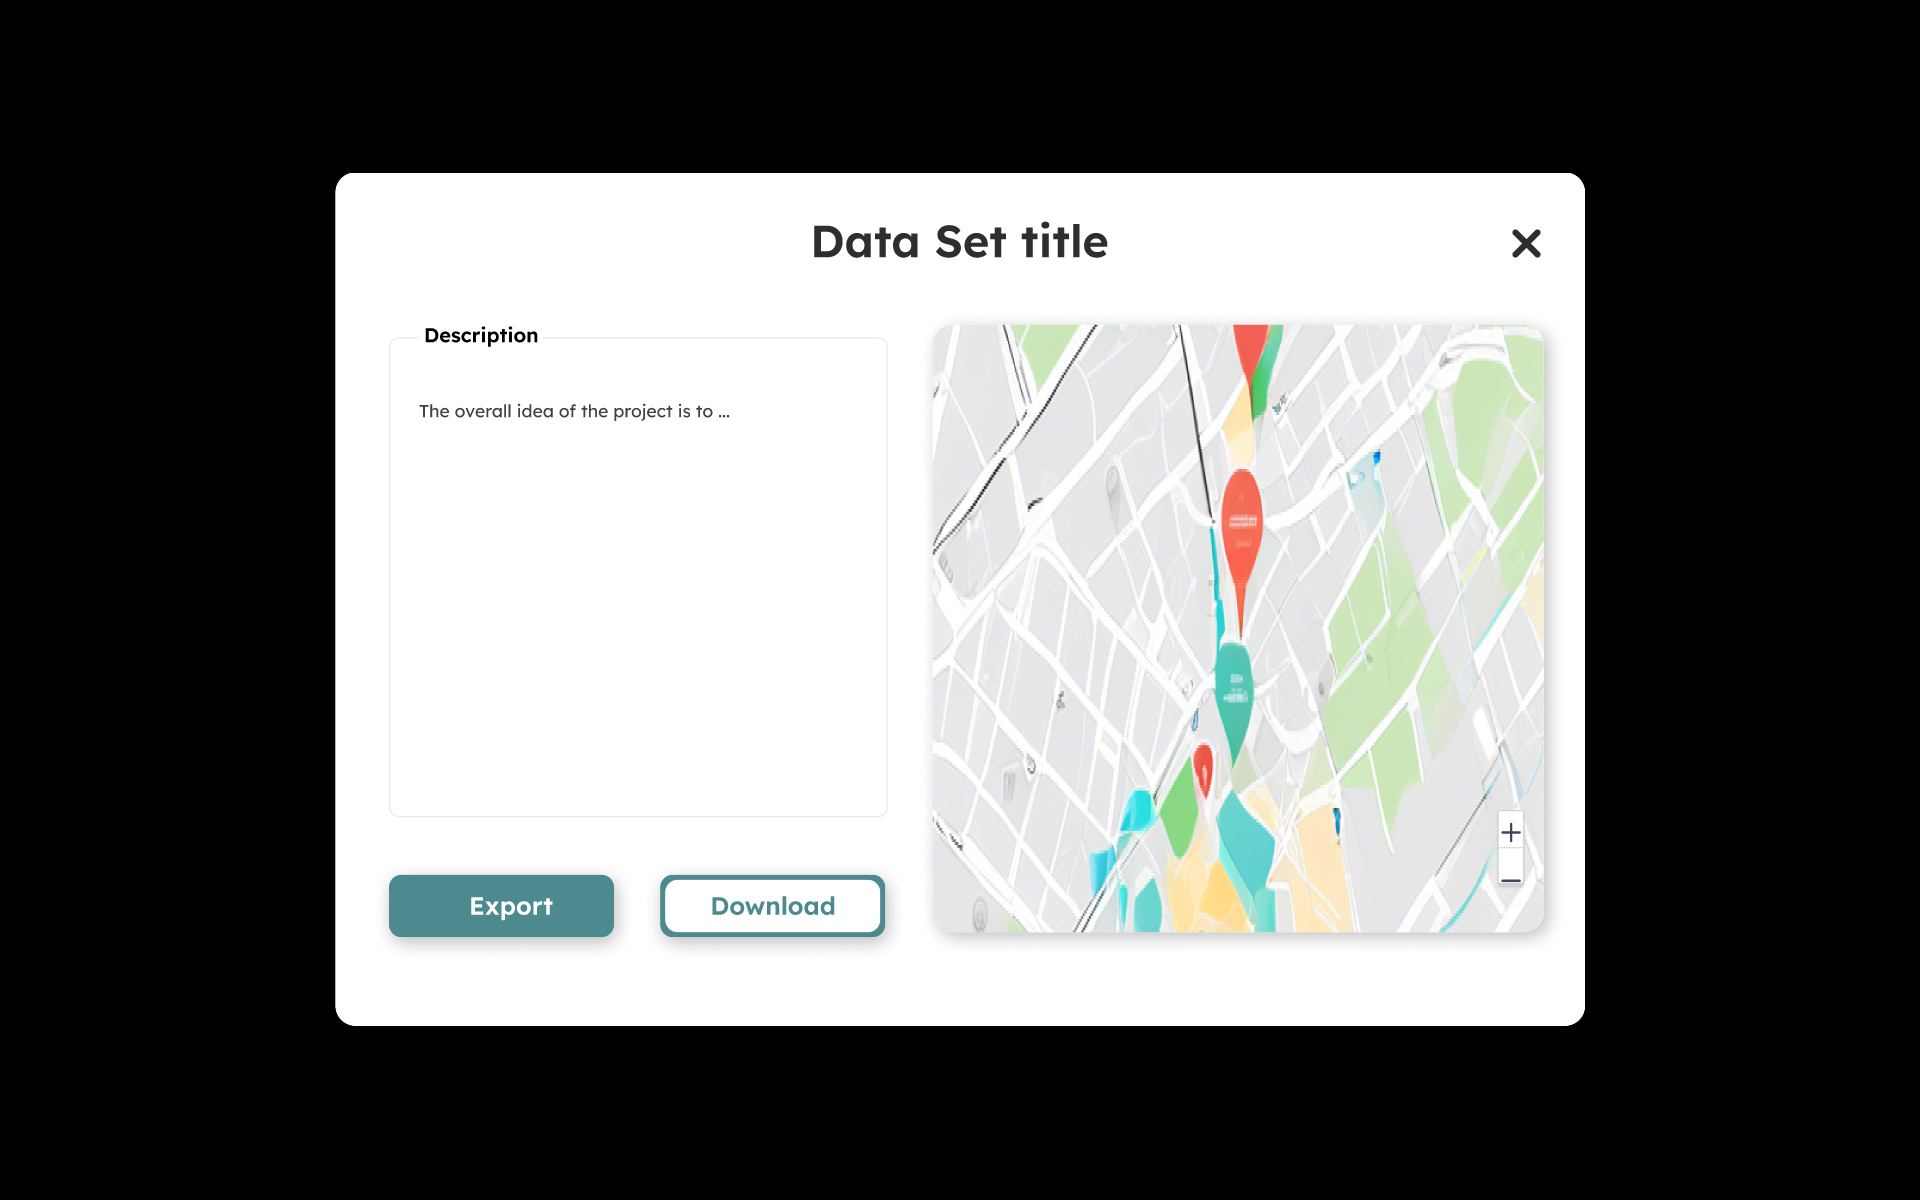 Data Set title
Description
The overall idea of the project is to ...
Export
Download